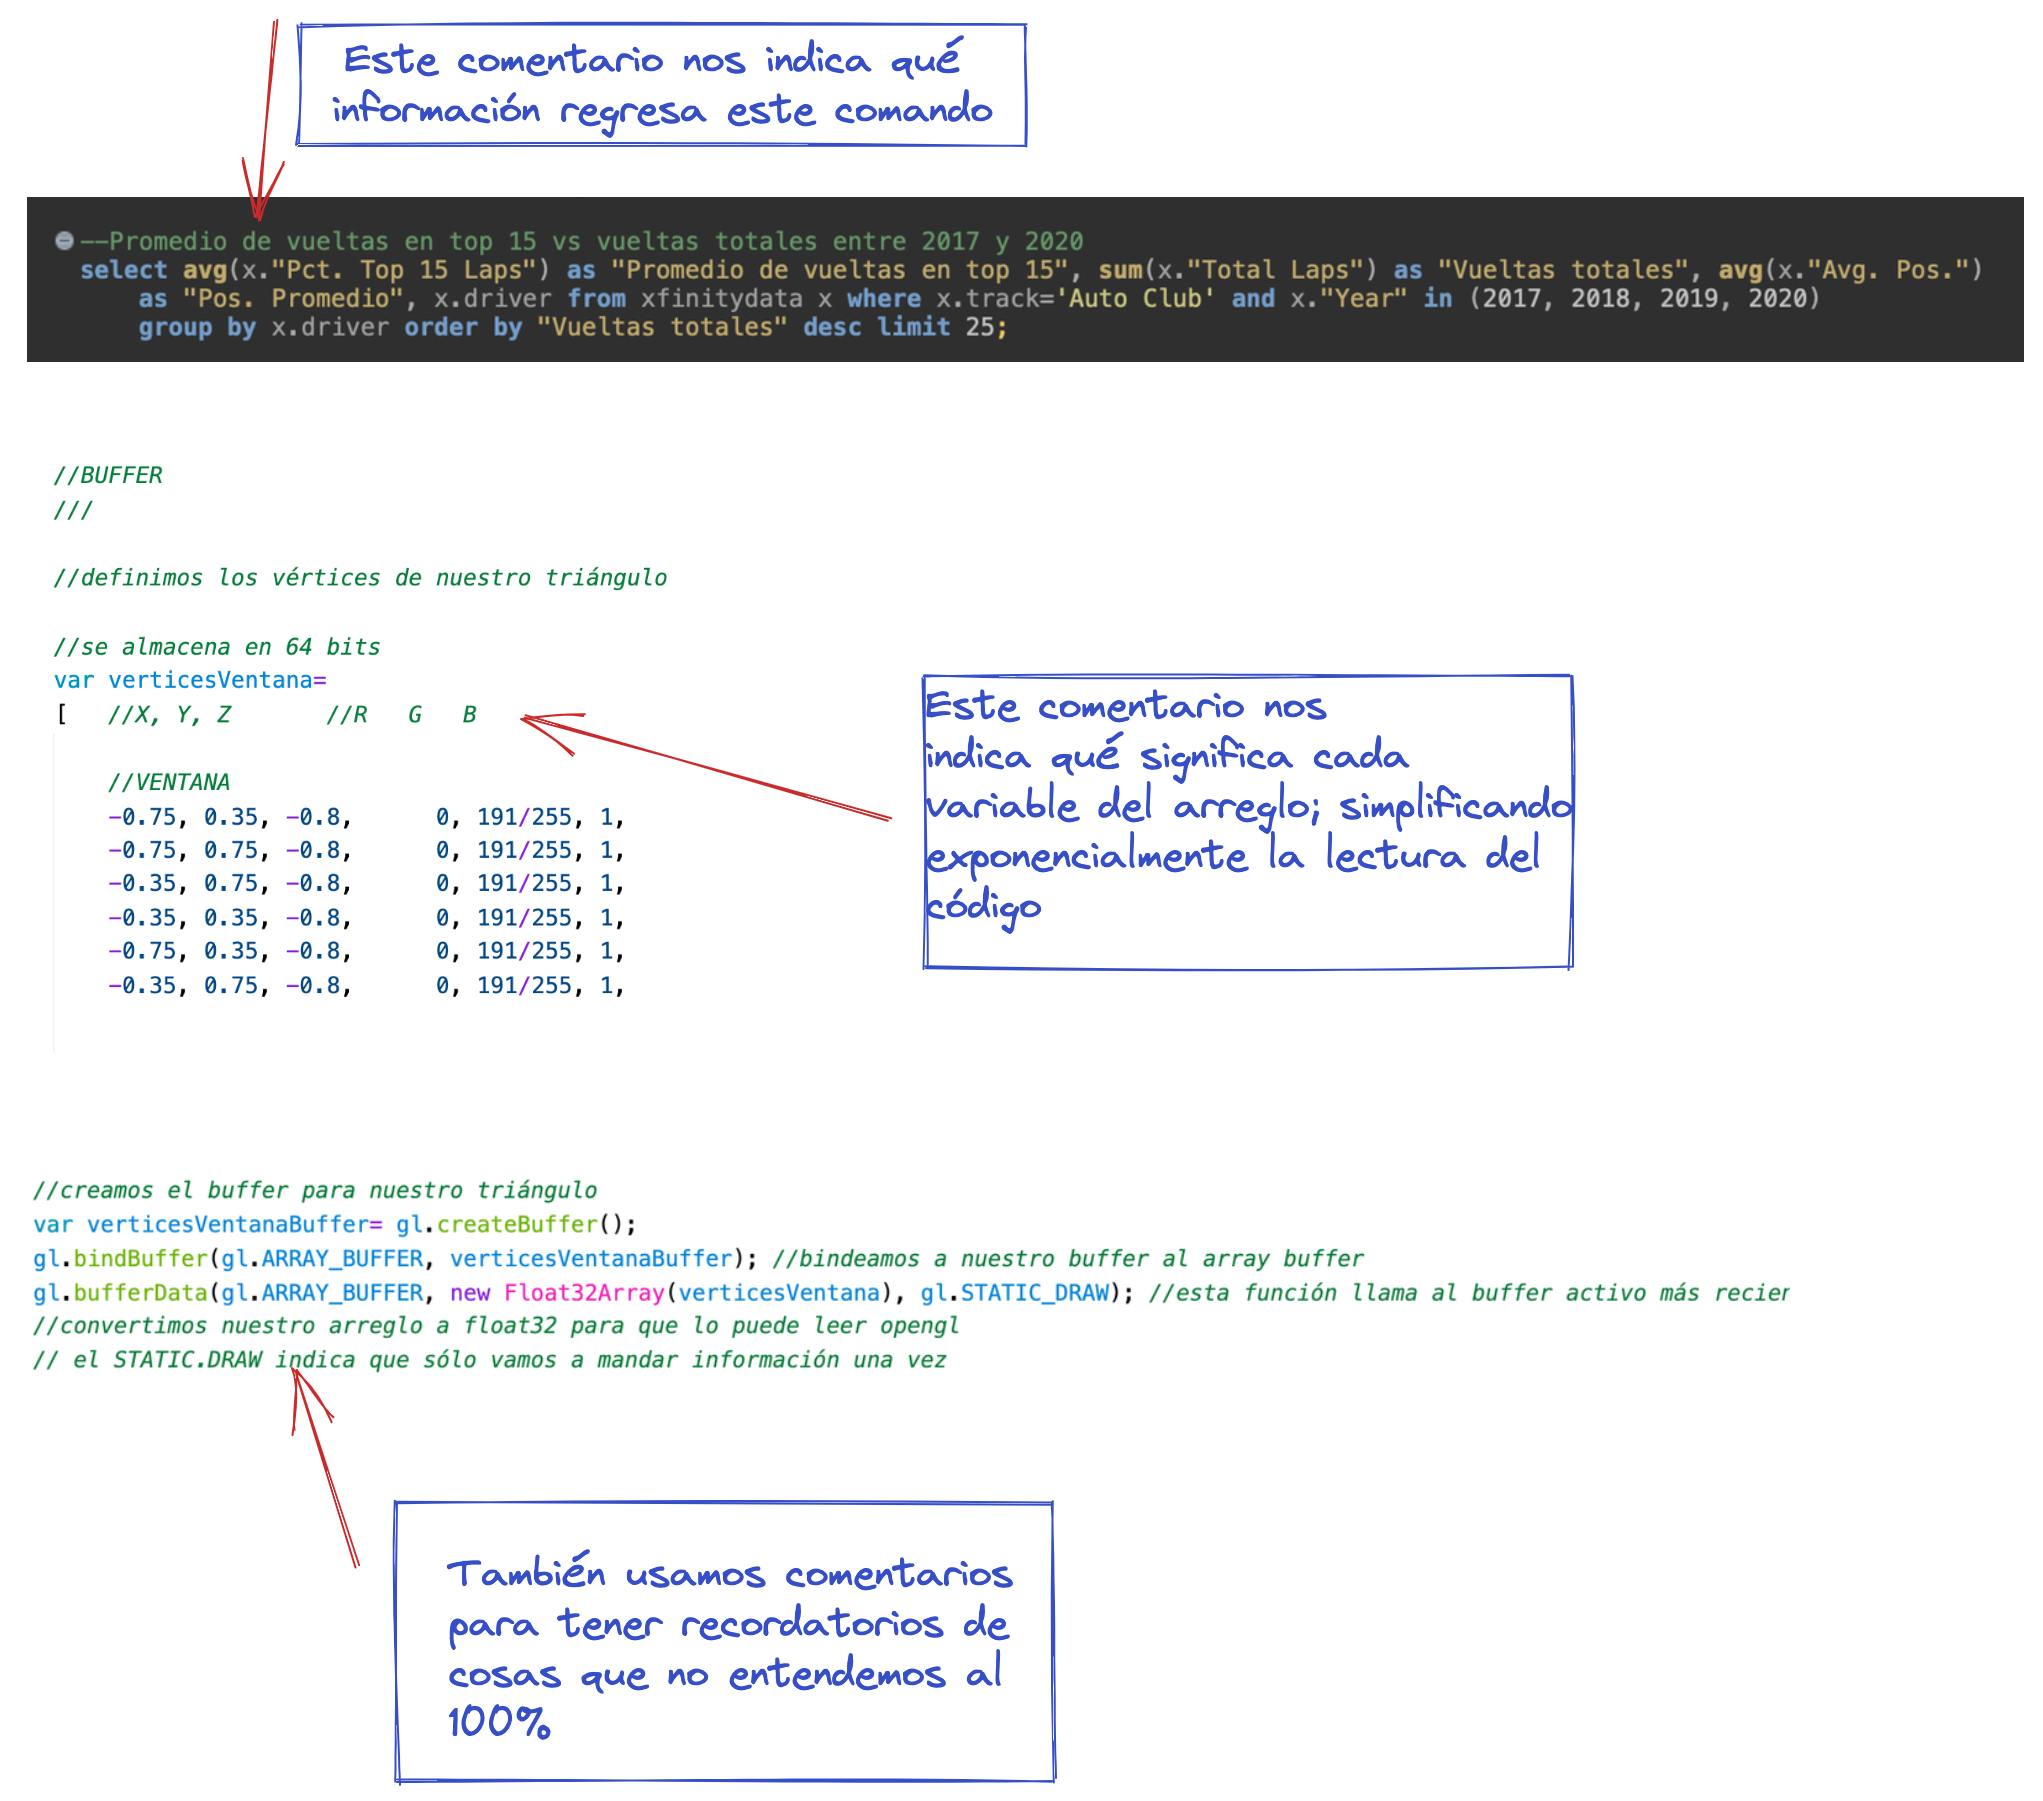 Este comentario nos indica qué
información regresa este comando
--Promedio de vueltas en top 15 vs vueltas totales entre 2017 y 2020
select avg(x."Pct. Top 15 Laps") as "Promedio de vueltas en top 15", sum(x."Total Laps") as "Vueltas totales", avg(x."Avg. Pos.")
as "Pos. Promedio", x.driver from xfinitydata x where x.track='Auto Club' and x."Year" in (2017, 2018, 2019, 2020)
group by x.driver order by "Vueltas totales" desc limit 25;
//BUFFER
///
//definimos los vértices de nuestro triángulo
//se almacena en 64 bits
var verticesVentana=
[ //X, Y, Z //R G B
//VENTANA
-0.75, 0.35, -0.8, 0, 191/255, 1,
-0.75, 0.75, -0.8, 0, 191/255, 1,
-0.35, 0.75, -0.8, 0, 191/255, 1,
-0.35, 0.35, -0.8, 0, 191/255, 1,
-0.75, 0.35, -0.8, 0, 191/255, 1,
-0.35, 0.75, -0.8, 0, 191/255, 1,
Este comentario nos
indica qué significa cada
variable del arreglo; simplificando
exponencialmente la lectura del
código
//creamos el buffer para nuestro triángulo
var verticesVentanaBuffer= gl.createBuffer();
gl.bindBuffer(gl.ARRAY_BUFFER, verticesVentanaBuffer); //bindeamos a nuestro buffer al array buffer
gl.bufferData(gl.ARRAY_BUFFER, new Float32Array(verticesVentana), gl.STATIC_DRAW); //esta función llama al buffer activo más
//convertimos nuestro arreglo a float32 para que lo puede leer opengl
// el STATIC.DRAW indica que sólo vamos a mandar información una vez
También usamos comentarios
para tener recordatorios de
cosas que no entendemos al
100%